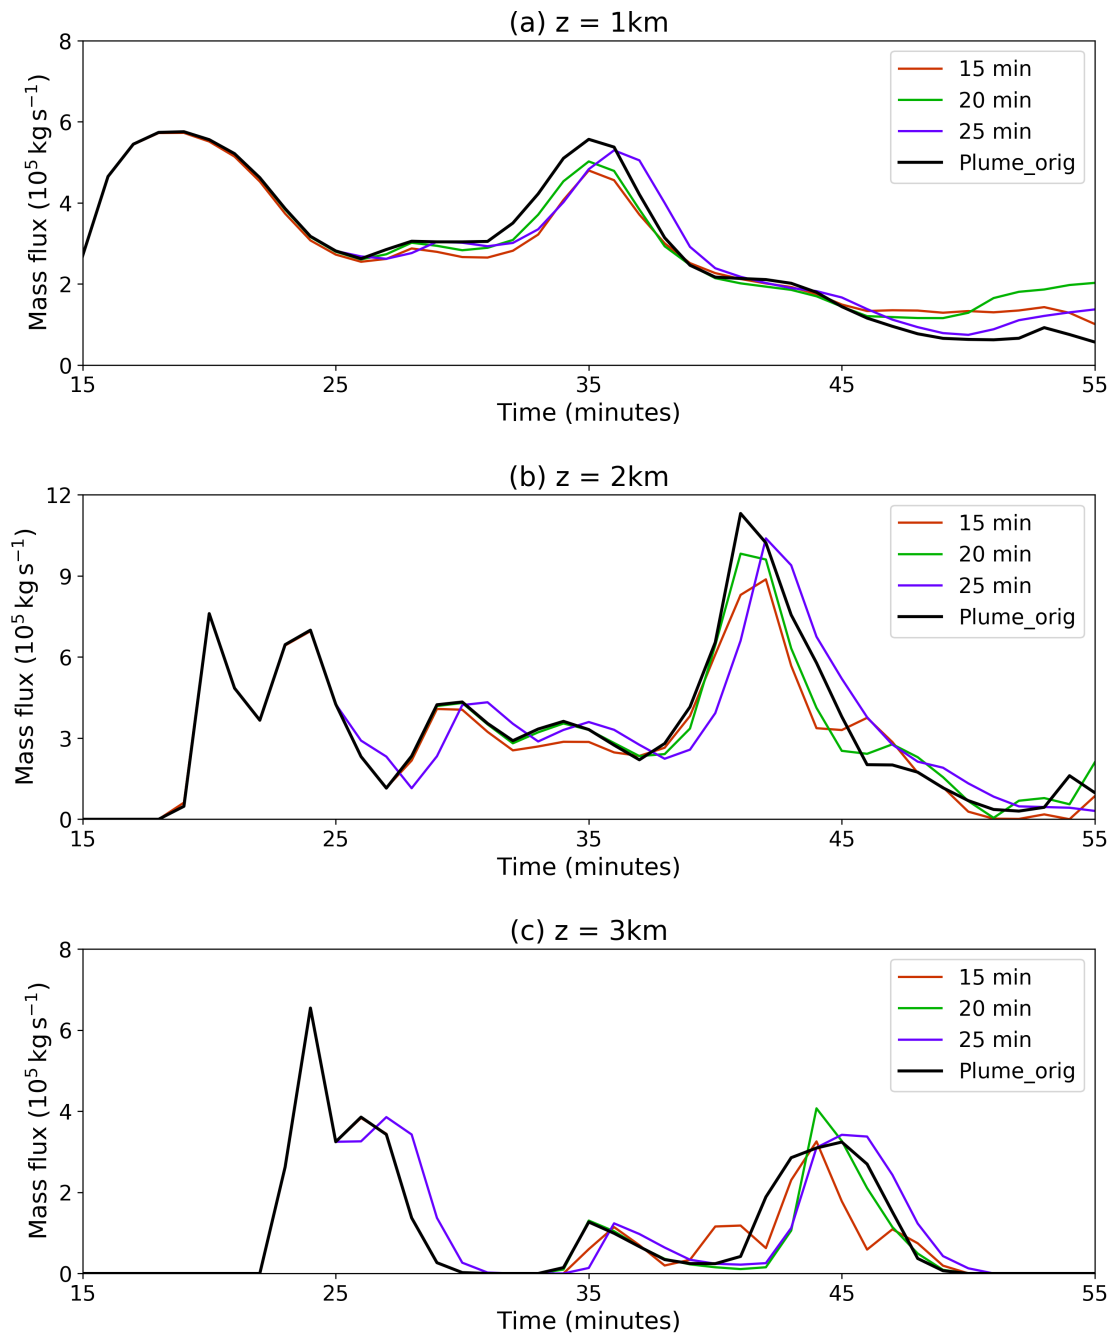 (a) z = 1km
8
6
4
2
0
Mass flux (10⁵ kg s⁻¹)
15 min
20 min
25 min
Plume_orig
15 25 35 45 55
Time (minutes)
(b) z = 2km
12
9
6
3
0
Mass flux (10⁵ kg s⁻¹)
15 min
20 min
25 min
Plume_orig
15 25 35 45 55
Time (minutes)
(c) z = 3km
8
6
4
2
0
Mass flux (10⁵ kg s⁻¹)
15 min
20 min
25 min
Plume_orig
15 25 35 45 55
Time (minutes)